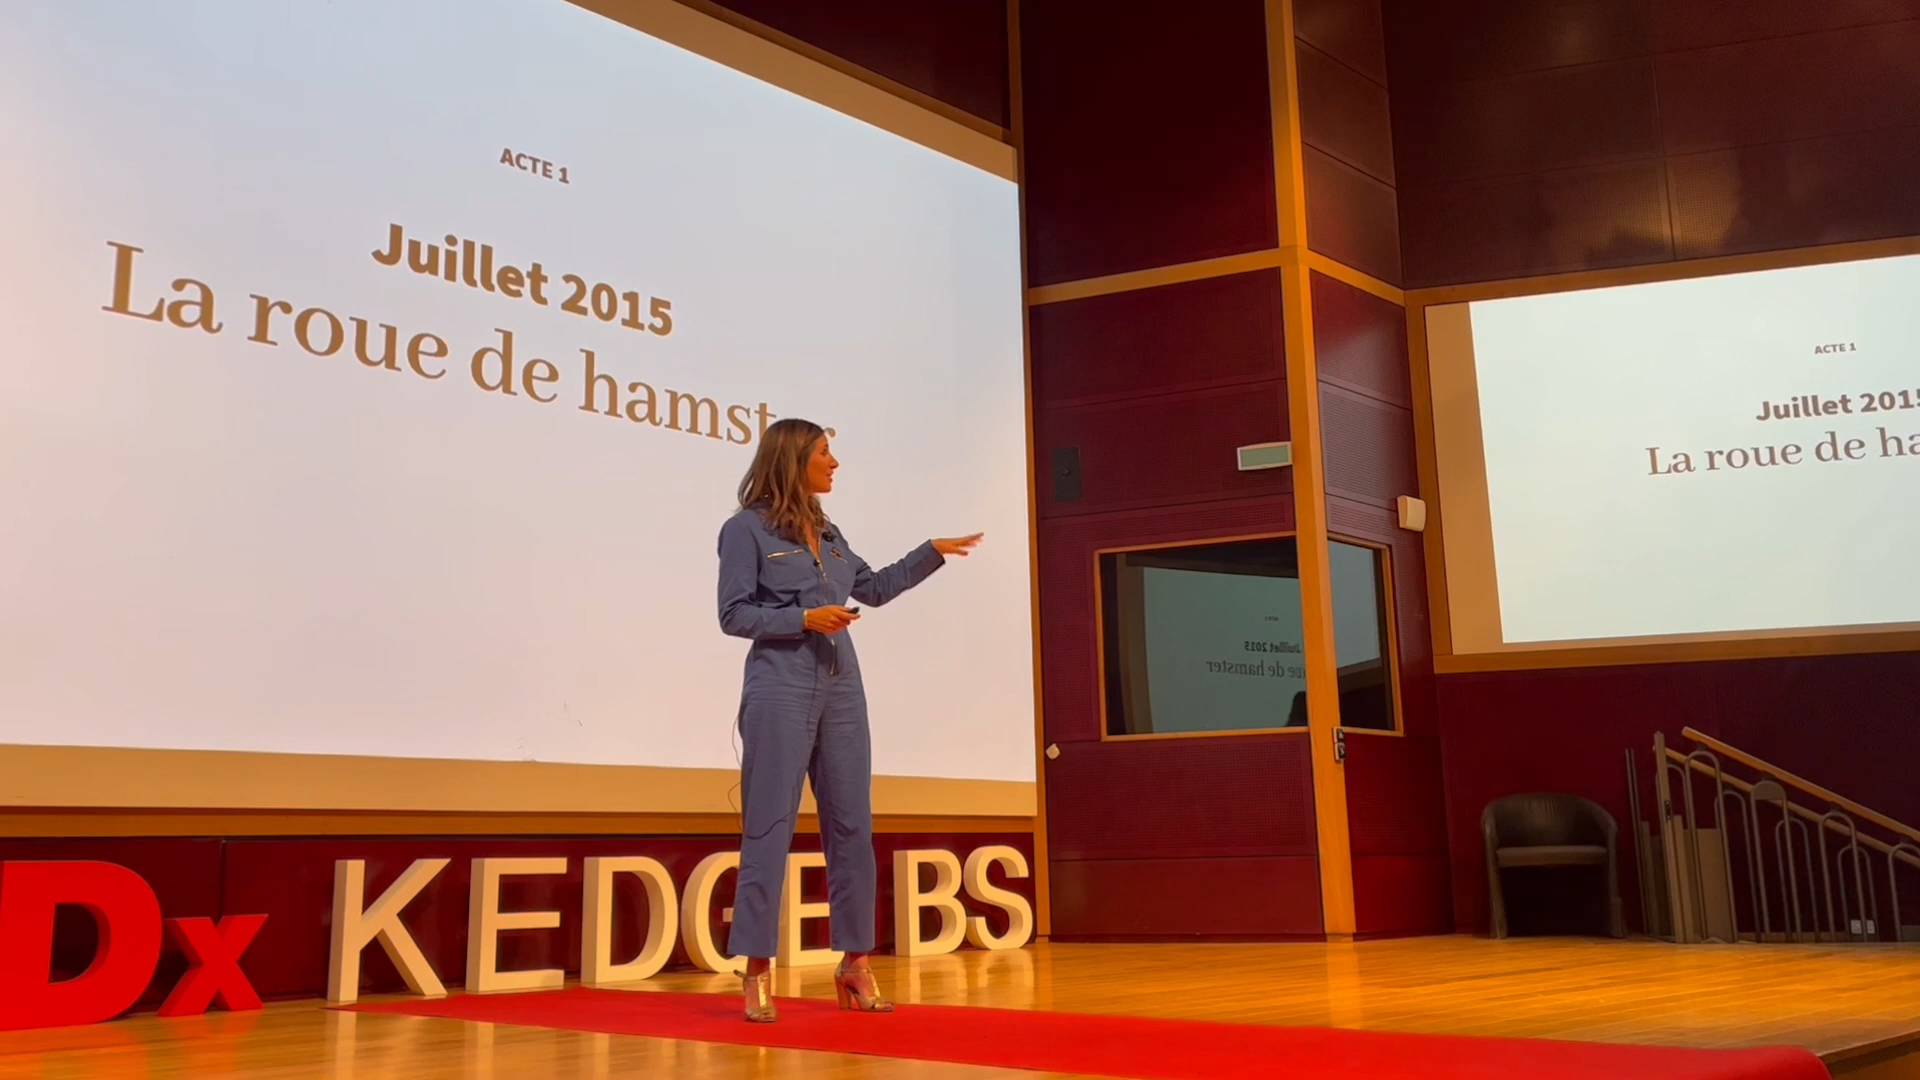 ACTE 1
Juillet 2015
La roue de hamster
ACTE 1
Juillet 2015
La roue de ha
Juillet 2015
de hamster
Dx KEDGE BS